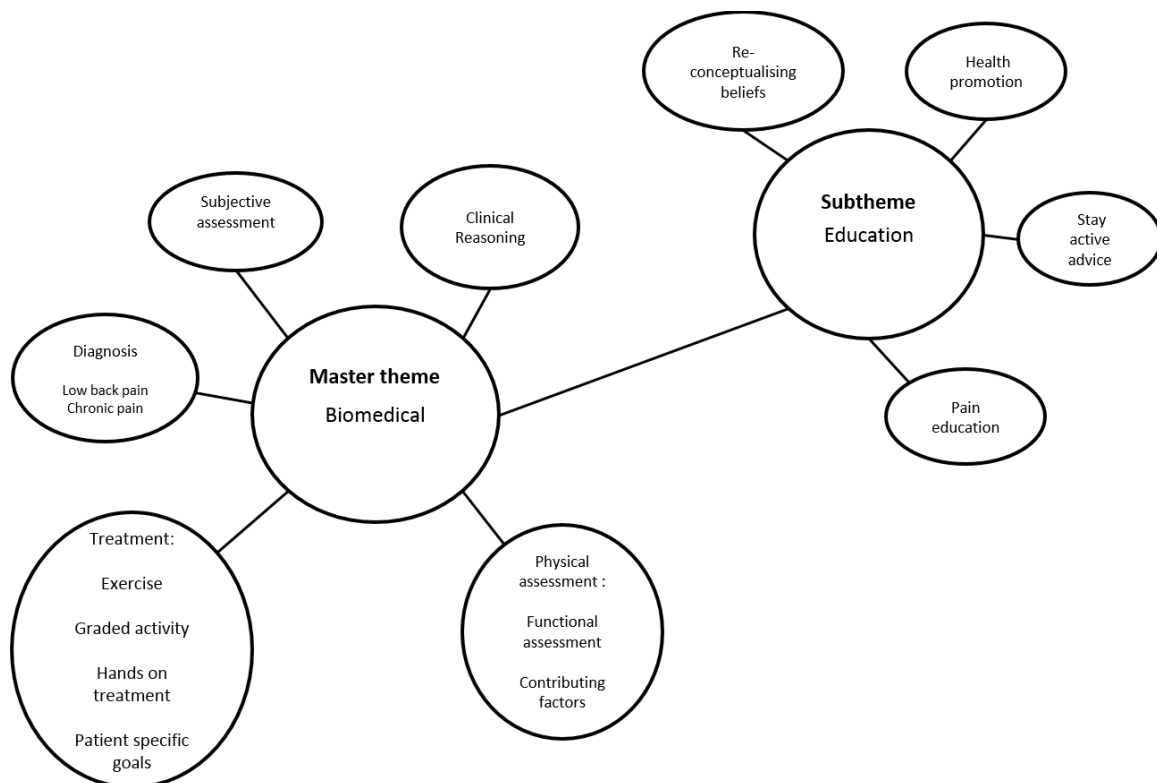 Re-
conceptualising
beliefs
Health
promotion
Subtheme
Education
Stay
active
advice
Pain
education
Subjective
assessment
Clinical
Reasoning
Diagnosis
Low back pain
Chronic pain
Master theme
Biomedical
Treatment:
Exercise
Graded activity
Hands on
treatment
Patient specific
goals
Physical
assessment :
Functional
assessment
Contributing
factors